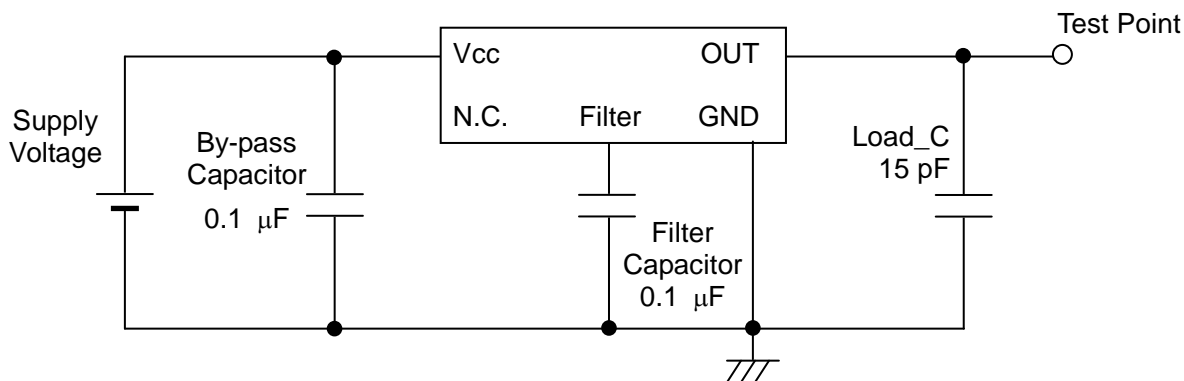 Test Point
Vcc
OUT
N.C.
Filter
GND
Supply
Voltage
By-pass
Capacitor
0.1 μF
Filter
Capacitor
0.1 μF
Load_C
15 pF